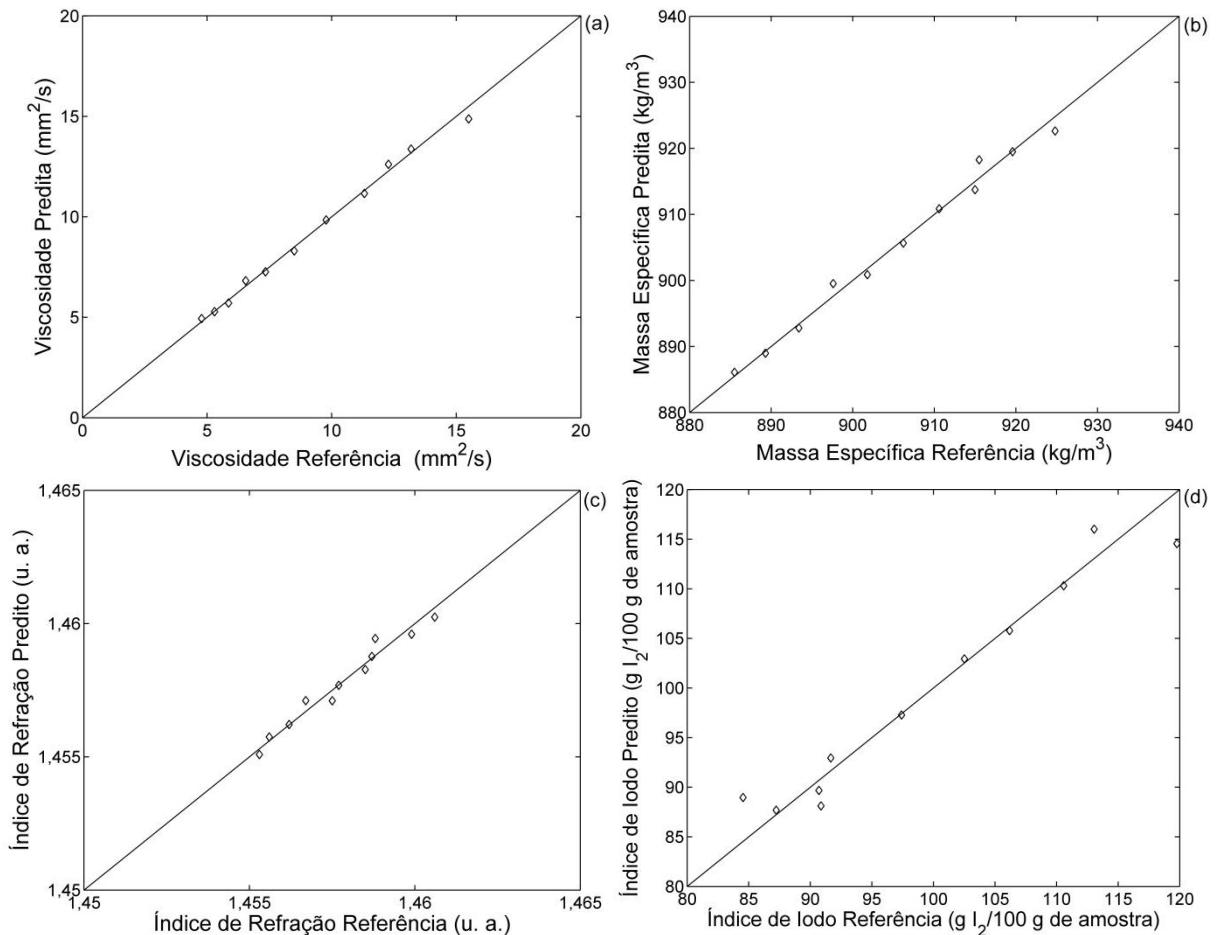 (a)
Viscosidade Predita (mm²/s)
20
15
10
5
0
0 5 10 15 20
Viscosidade Referência (mm²/s)
(b)
Massa Específica Predita (kg/m³)
940
930
920
910
900
890
880
880 890 900 910 920 930 940
Massa Específica Referência (kg/m³)
(c)
Índice de Refração Predito (u. a.)
1,465
1,46
1,455
1,45
1,45 1,455 1,46 1,465
Índice de Refração Referência (u. a.)
(d)
Índice de Iodo Predito (g I₂/100 g de amostra)
120
115
110
105
100
95
90
85
80
80 85 90 95 100 105 110 115 120
Índice de Iodo Referência (g I₂/100 g de amostra)